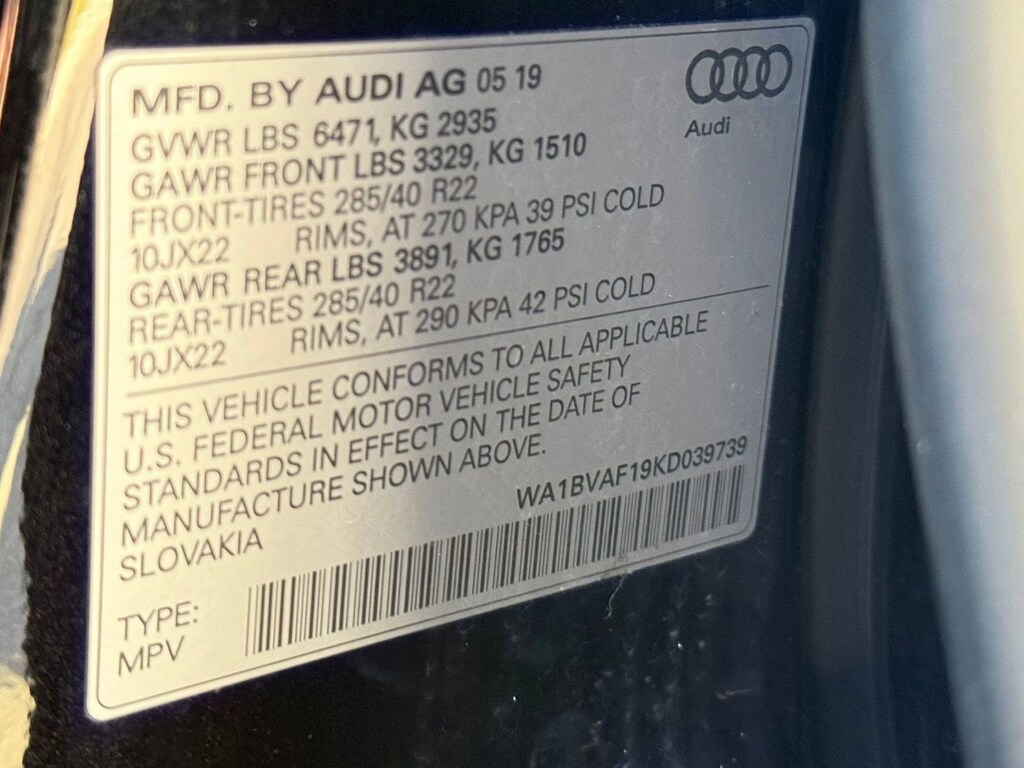 MFD. BY AUDI AG 05 19
Audi
GVWR LBS 6471, KG 2935
GAWR FRONT LBS 3329, KG 1510
FRONT-TIRES 285/40 R22
10JX22 RIMS, AT 270 KPA 39 PSI COLD
GAWR REAR LBS 3891, KG 1765
REAR-TIRES 285/40 R22
10JX22 RIMS, AT 290 KPA 42 PSI COLD
THIS VEHICLE CONFORMS TO ALL APPLICABLE
U.S. FEDERAL MOTOR VEHICLE SAFETY
STANDARDS IN EFFECT ON THE DATE OF
MANUFACTURE SHOWN ABOVE.
SLOVAKIA
WA1BVAF19KD039739
TYPE:
MPV